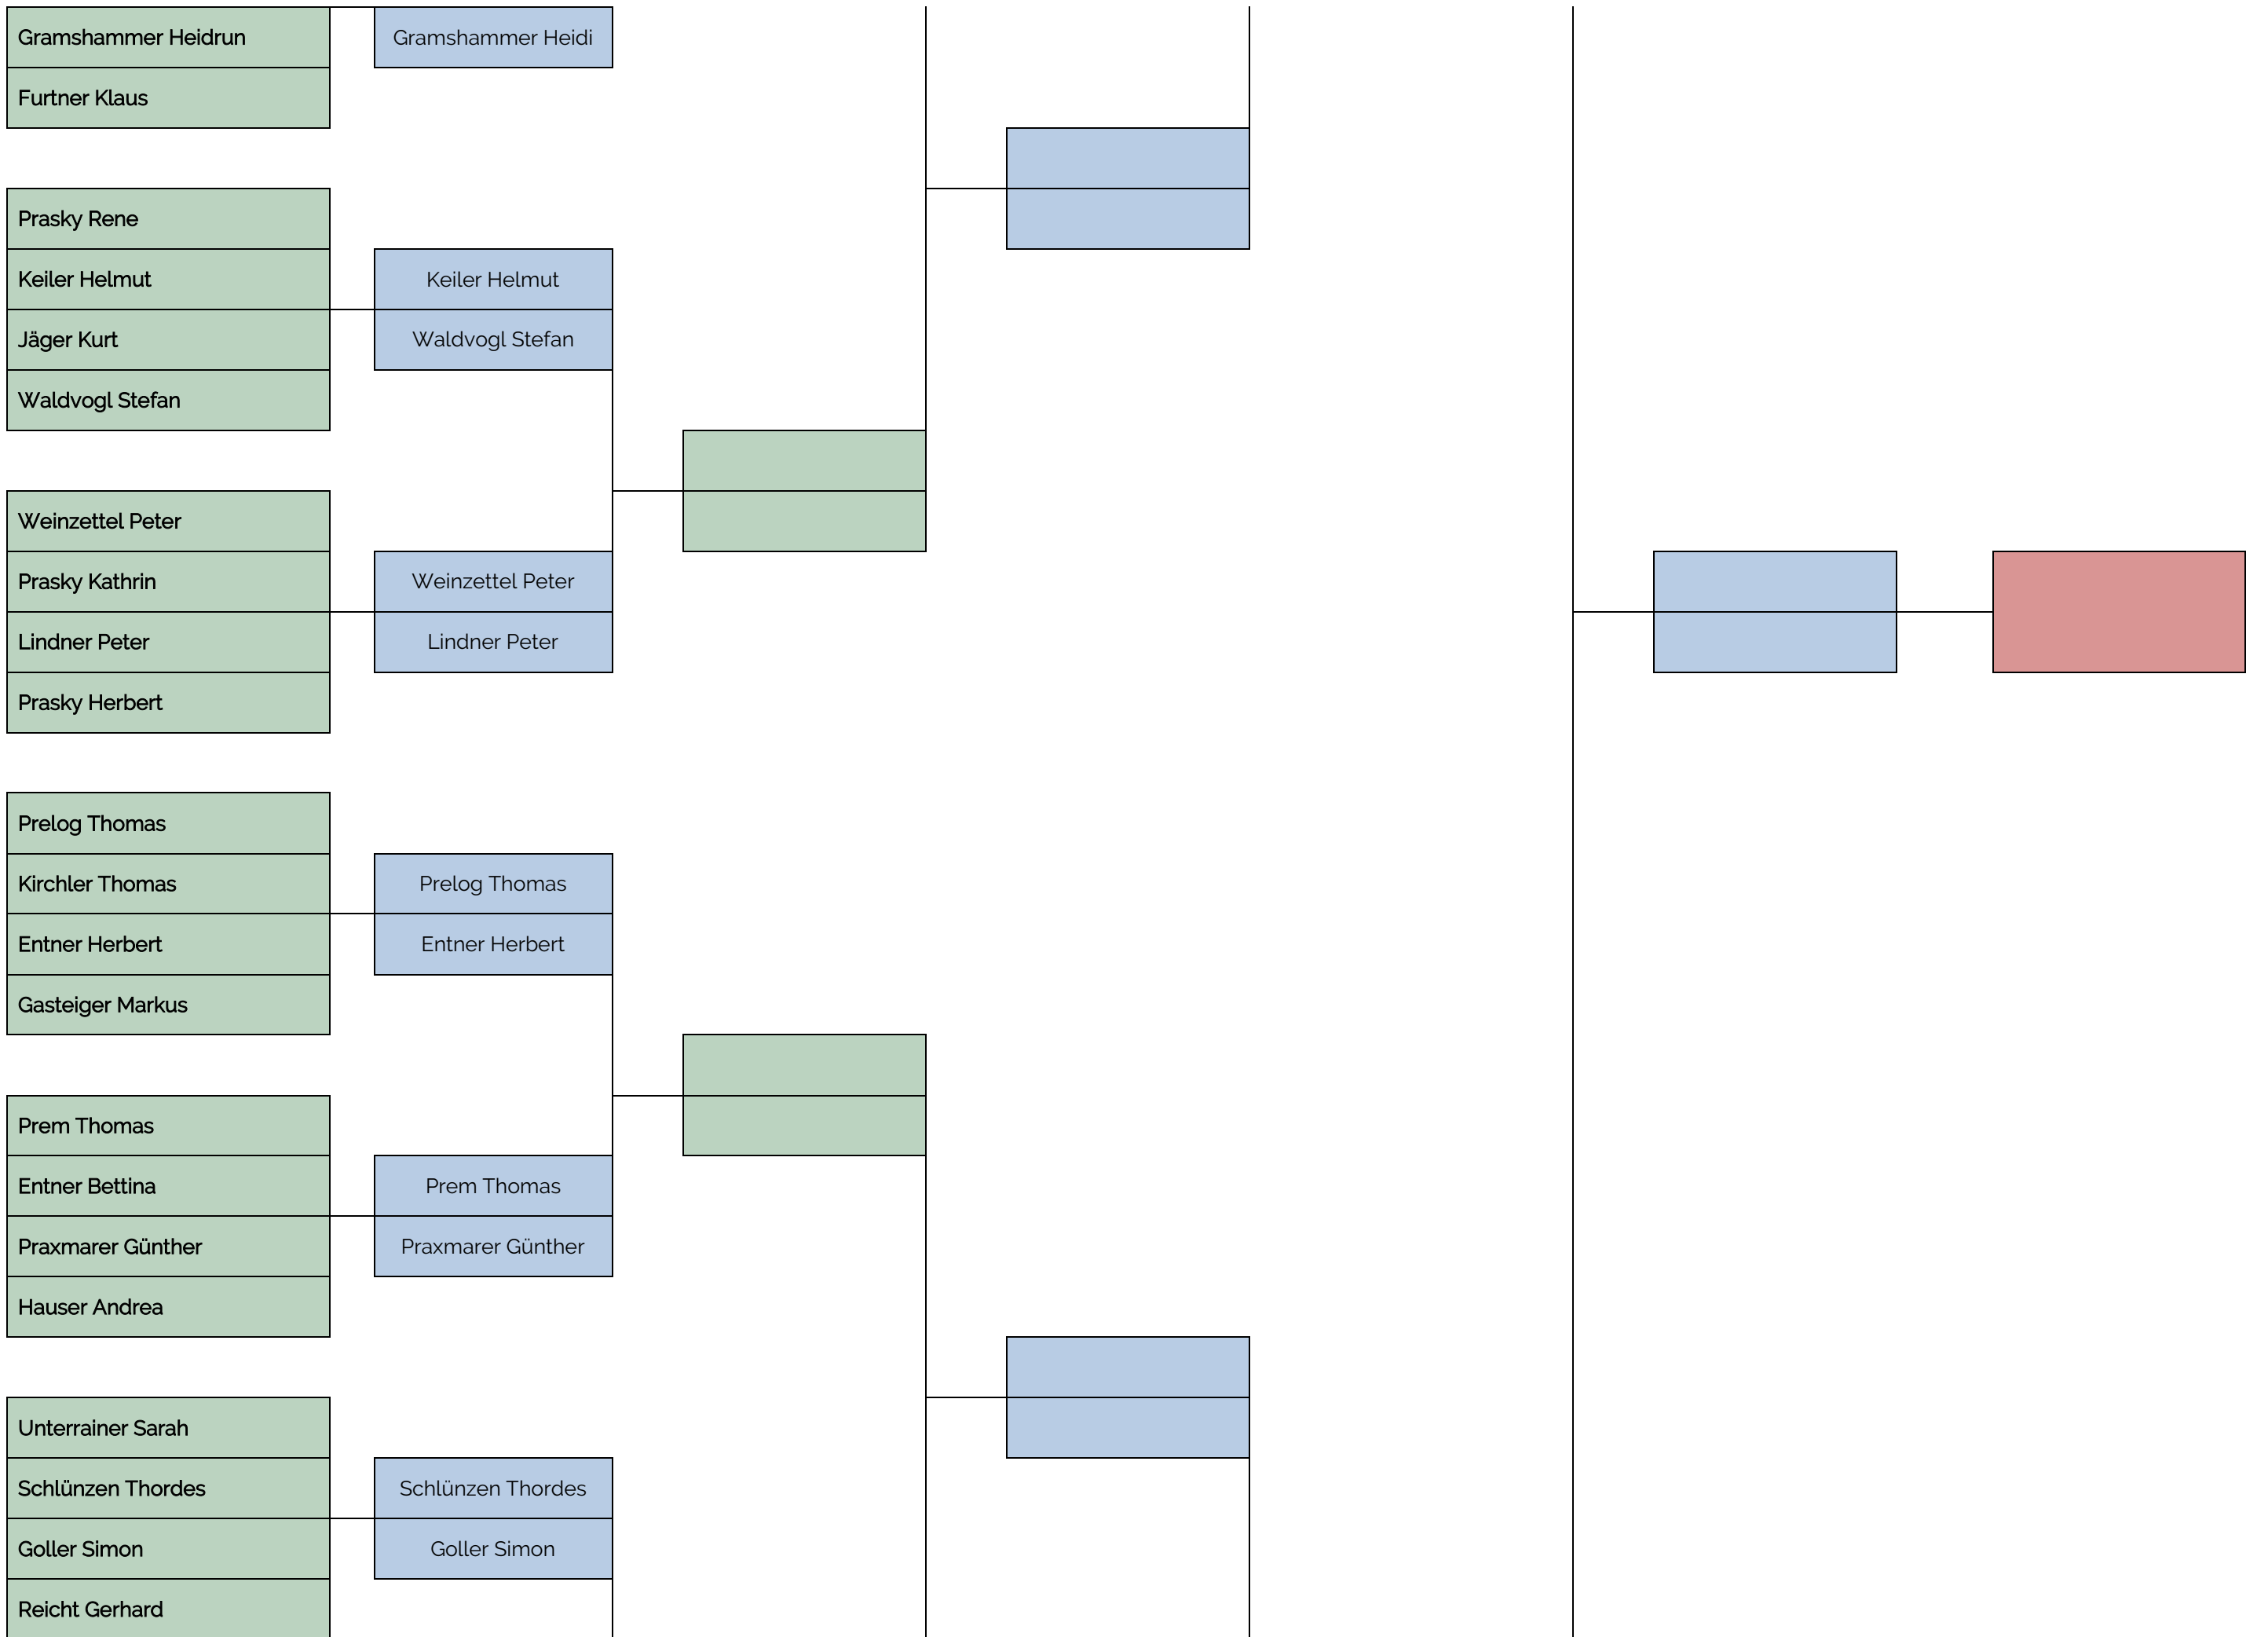 Gramshammer Heidrun
Gramshammer Heidi
Furtner Klaus
Prasky Rene
Keiler Helmut
Keiler Helmut
Jäger Kurt
Waldvogl Stefan
Waldvogl Stefan
Weinzettel Peter
Prasky Kathrin
Weinzettel Peter
Lindner Peter
Lindner Peter
Prasky Herbert
Prelog Thomas
Kirchler Thomas
Prelog Thomas
Entner Herbert
Entner Herbert
Gasteiger Markus
Prem Thomas
Entner Bettina
Prem Thomas
Praxmarer Günther
Praxmarer Günther
Hauser Andrea
Unterrainer Sarah
Schlünzen Thordes
Schlünzen Thordes
Goller Simon
Goller Simon
Reicht Gerhard